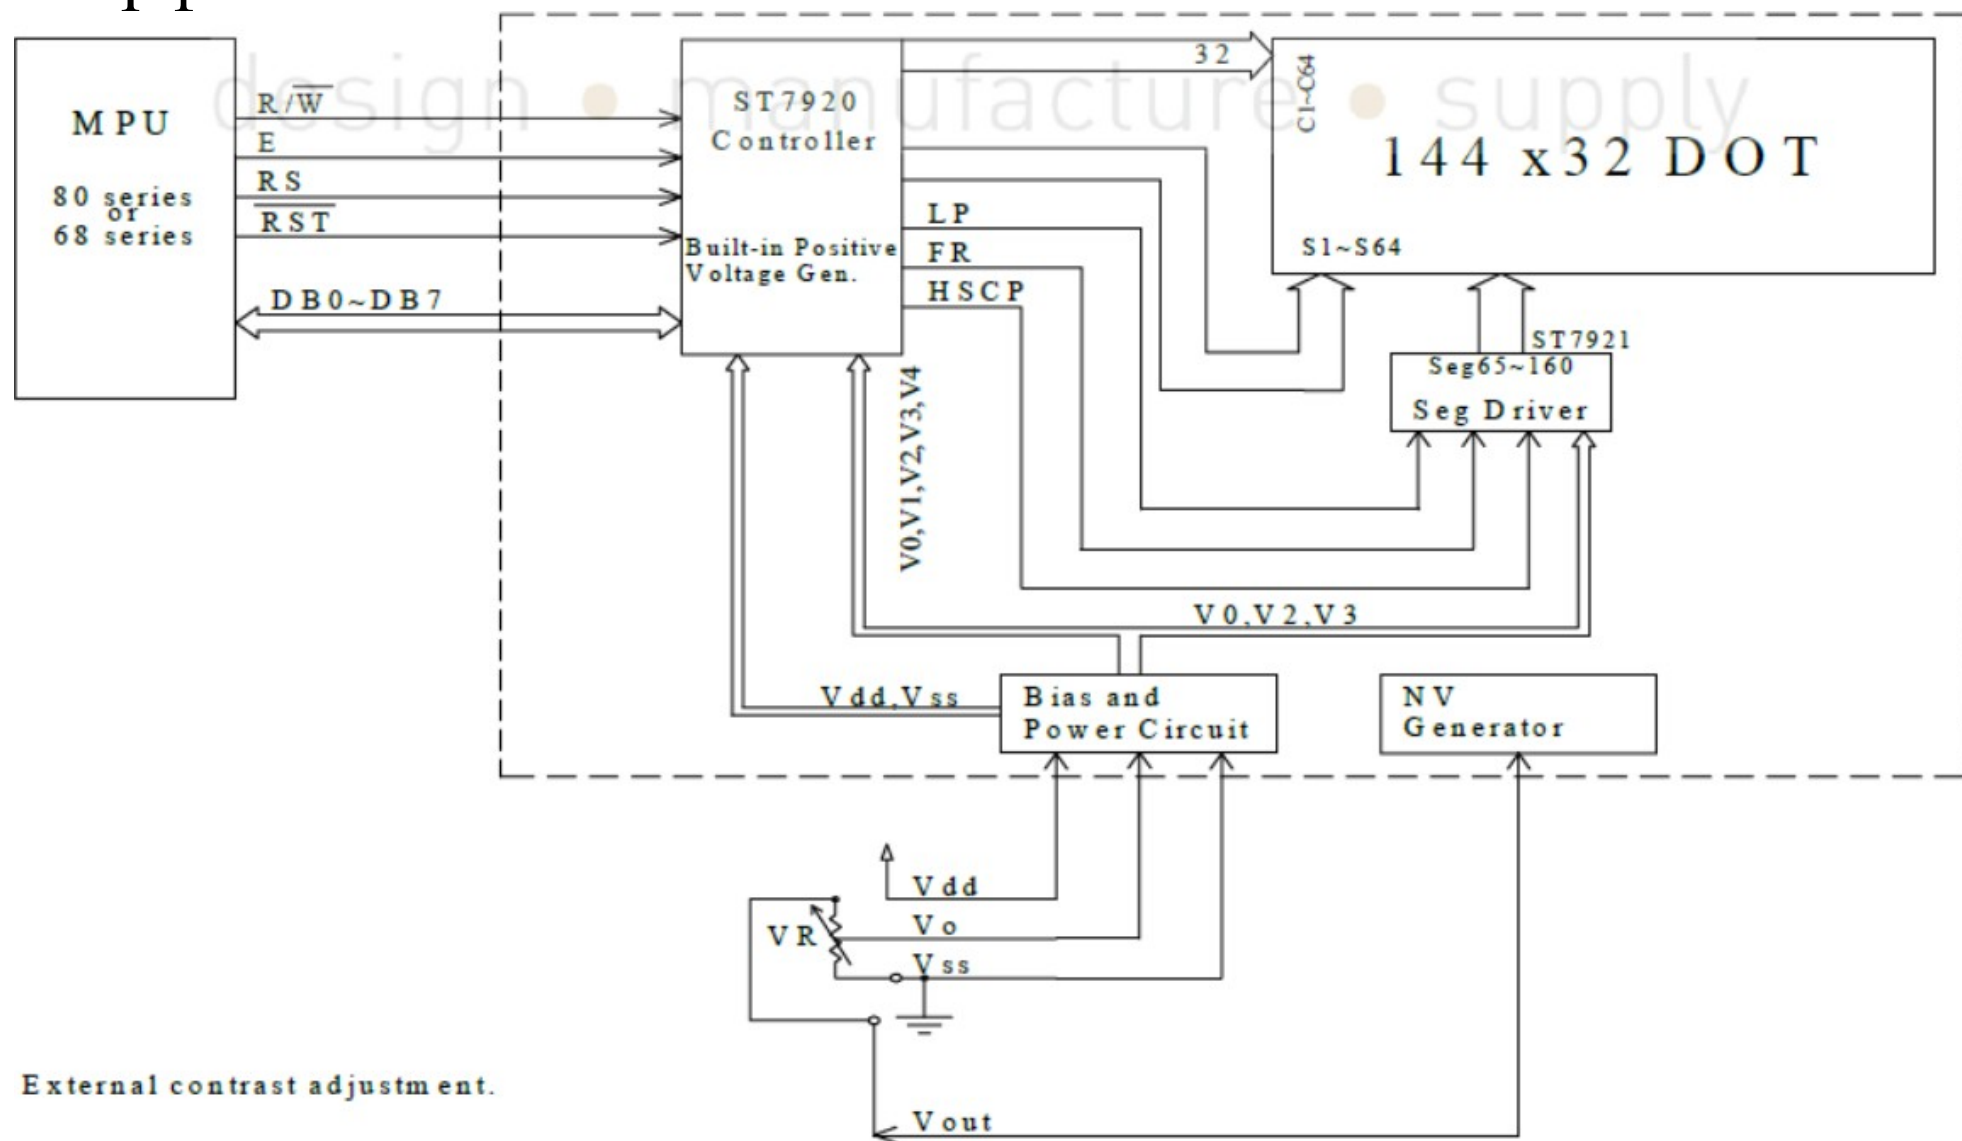 design • manufacture • supply
MPU
80 series
or
68 series
R/W
E
RS
RST
DB0~DB7
ST7920
Controller
Built-in Positive
Voltage Gen.
32
C1~C64
144 x32 DOT
S1~S64
LP
FR
HSCP
ST7921
Seg65~160
Seg Driver
V0,V1,V2,V3,V4
V0,V2,V3
Vdd,Vss
Bias and
Power Circuit
NV
Generator
Vdd
VR
Vo
Vss
External contrast adjustment.
Vout